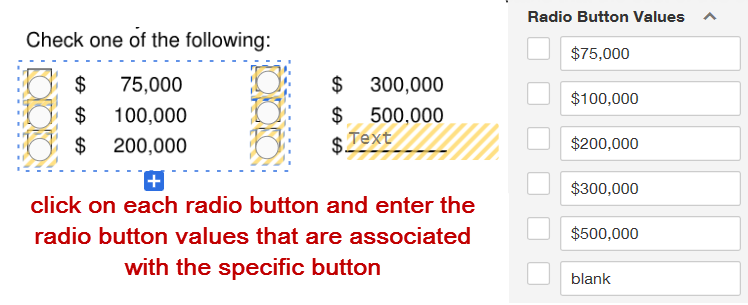 Check one of the following:
$ 75,000 $ 300,000
$ 100,000 $ 500,000
$ 200,000 $ Text
click on each radio button and enter the
radio button values that are associated
with the specific button
Radio Button Values
$75,000
$100,000
$200,000
$300,000
$500,000
blank